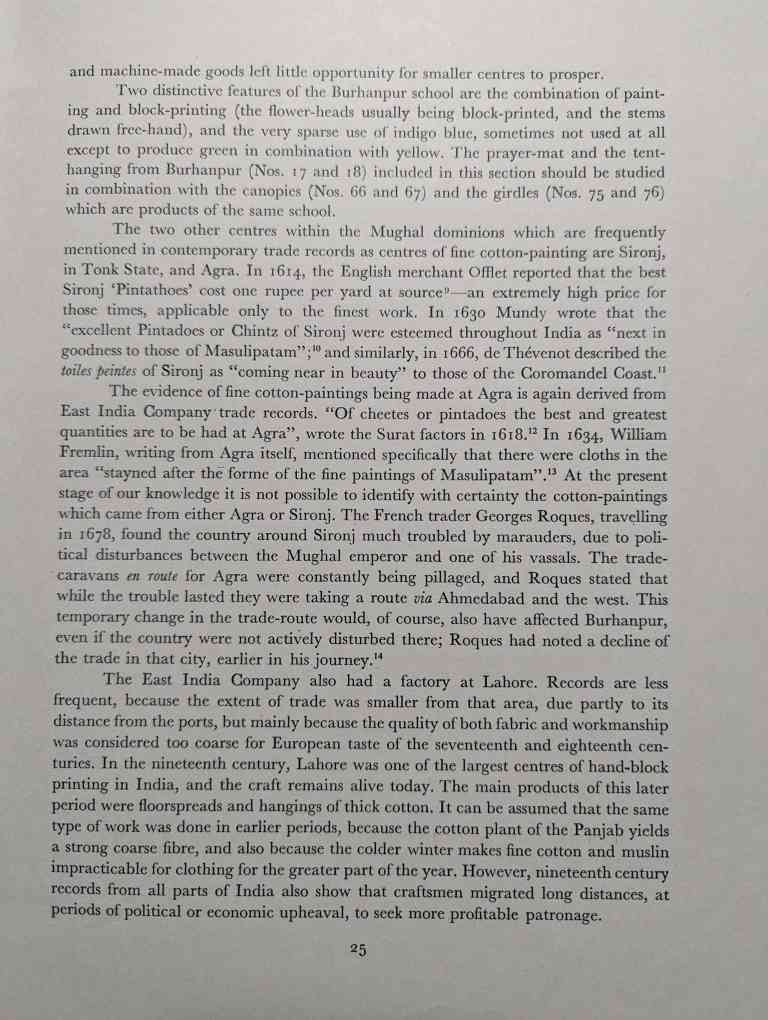 and machine-made goods left little opportunity for smaller centres to prosper.
Two distinctive features of the Burhanpur school are the combination of paint-
ing and block-printing (the flower-heads usually being block-printed, and the stems
drawn free-hand), and the very sparse use of indigo blue, sometimes not used at all
except to produce green in combination with yellow. The prayer-mat and the tent-
hanging from Burhanpur (Nos. 17 and 18) included in this section should be studied
in combination with the canopies (Nos. 66 and 67) and the girdles (Nos. 75 and 76)
which are products of the same school.
The two other centres within the Mughal dominions which are frequently
mentioned in contemporary trade records as centres of fine cotton-painting are Sironj,
in Tonk State, and Agra. In 1614, the English merchant Offlet reported that the best
Sironj ‘Pintathoes’ cost one rupee per yard at source⁹—an extremely high price for
those times, applicable only to the finest work. In 1630 Mundy wrote that the
“excellent Pintadoes or Chintz of Sironj were esteemed throughout India as “next in
goodness to those of Masulipatam”;¹⁰ and similarly, in 1666, de Thévenot described the
toiles peintes of Sironj as “coming near in beauty” to those of the Coromandel Coast.¹¹
The evidence of fine cotton-paintings being made at Agra is again derived from
East India Company trade records. “Of cheetes or pintadoes the best and greatest
quantities are to be had at Agra”, wrote the Surat factors in 1618.¹² In 1634, William
Fremlin, writing from Agra itself, mentioned specifically that there were cloths in the
area “stayned after the forme of the fine paintings of Masulipatam”.¹³ At the present
stage of our knowledge it is not possible to identify with certainty the cotton-paintings
which came from either Agra or Sironj. The French trader Georges Roques, travelling
in 1678, found the country around Sironj much troubled by marauders, due to poli-
tical disturbances between the Mughal emperor and one of his vassals. The trade-
caravans en route for Agra were constantly being pillaged, and Roques stated that
while the trouble lasted they were taking a route via Ahmedabad and the west. This
temporary change in the trade-route would, of course, also have affected Burhanpur,
even if the country were not actively disturbed there; Roques had noted a decline of
the trade in that city, earlier in his journey.¹⁴
The East India Company also had a factory at Lahore. Records are less
frequent, because the extent of trade was smaller from that area, due partly to its
distance from the ports, but mainly because the quality of both fabric and workmanship
was considered too coarse for European taste of the seventeenth and eighteenth cen-
turies. In the nineteenth century, Lahore was one of the largest centres of hand-block
printing in India, and the craft remains alive today. The main products of this later
period were floorspreads and hangings of thick cotton. It can be assumed that the same
type of work was done in earlier periods, because the cotton plant of the Panjab yields
a strong coarse fibre, and also because the colder winter makes fine cotton and muslin
impracticable for clothing for the greater part of the year. However, nineteenth century
records from all parts of India also show that craftsmen migrated long distances, at
periods of political or economic upheaval, to seek more profitable patronage.
25